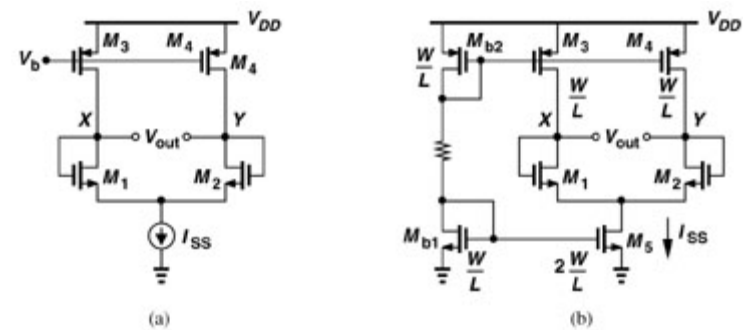 V_DD
M_3
M_4
V_b
M_4
X
Y
V_out
M_1
M_2
I_SS
(a)
V_DD
M_b2
M_3
M_4
W/L
W/L
W/L
X
Y
V_out
M_1
M_2
M_b1
M_5
I_SS
W/L
2 W/L
(b)